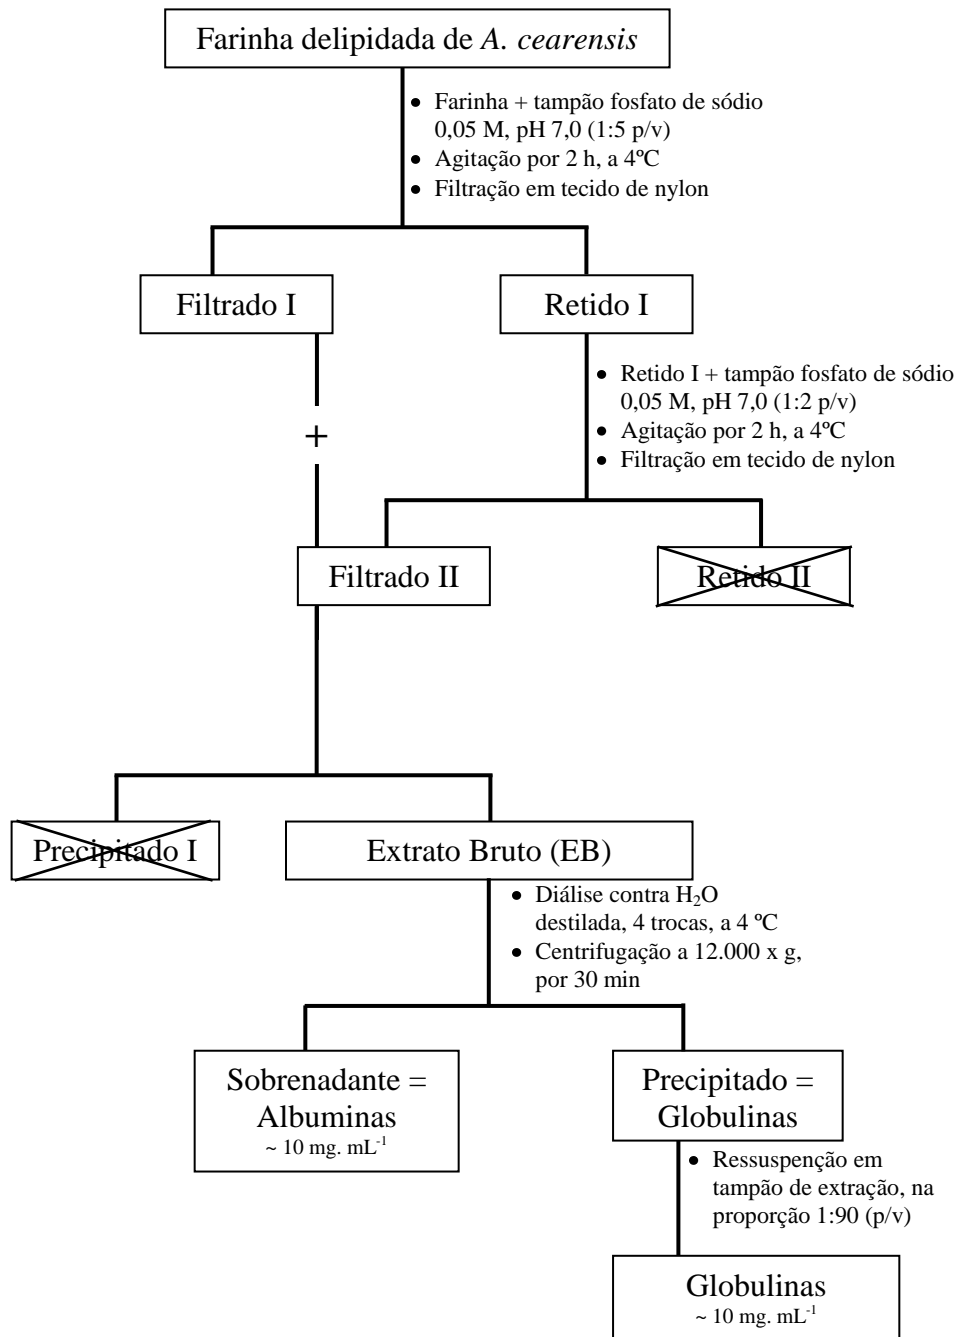 Farinha delipidada de A. cearensis
• Farinha + tampão fosfato de sódio
0,05 M, pH 7,0 (1:5 p/v)
• Agitação por 2 h, a 4ºC
• Filtração em tecido de nylon
Filtrado I
Retido I
• Retido I + tampão fosfato de sódio
0,05 M, pH 7,0 (1:2 p/v)
• Agitação por 2 h, a 4ºC
• Filtração em tecido de nylon
+
Filtrado II
Retido II
Precipitado I
Extrato Bruto (EB)
• Diálise contra H₂O
destilada, 4 trocas, a 4 ºC
• Centrifugação a 12.000 x g,
por 30 min
Sobrenadante =
Albuminas
~ 10 mg. mL⁻¹
Precipitado =
Globulinas
• Ressuspenção em
tampão de extração, na
proporção 1:90 (p/v)
Globulinas
~ 10 mg. mL⁻¹